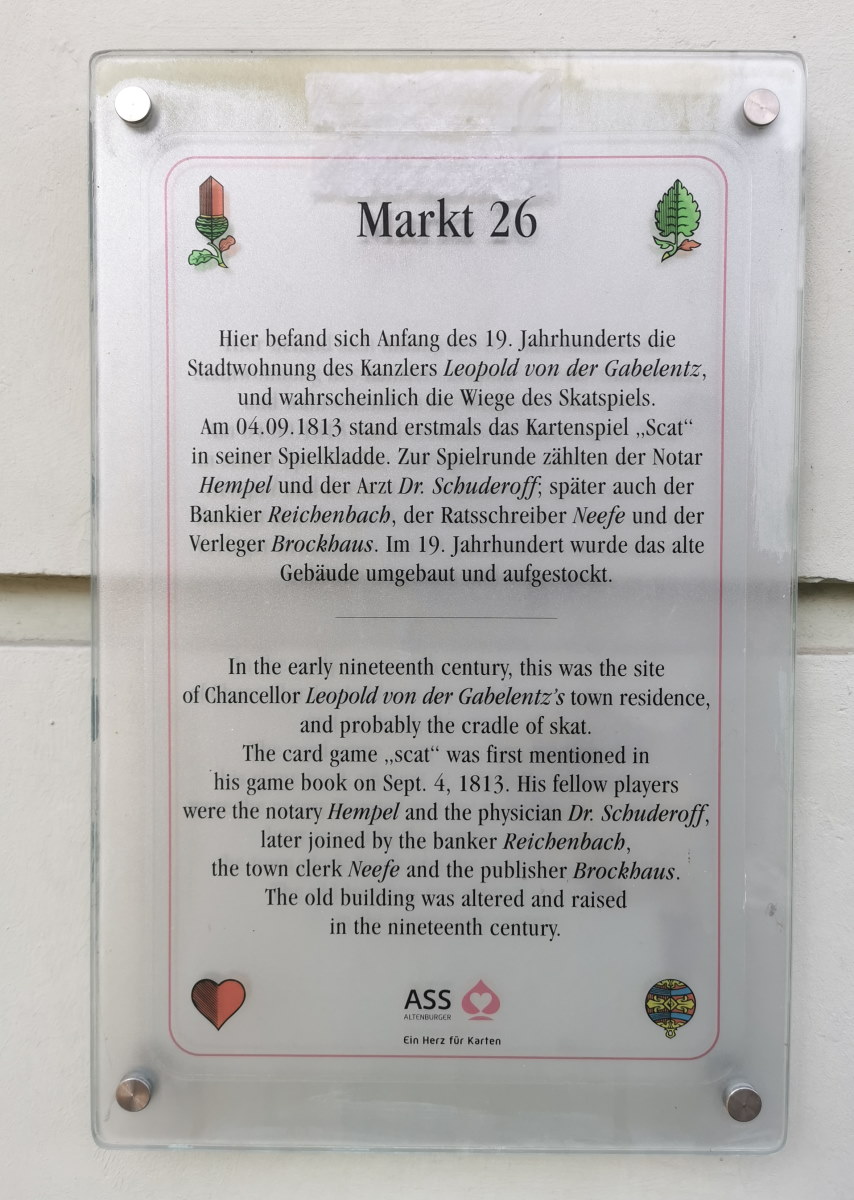 Markt 26
Hier befand sich Anfang des 19. Jahrhunderts die
Stadtwohnung des Kanzlers Leopold von der Gabelentz,
und wahrscheinlich die Wiege des Skatspiels.
Am 04.09.1813 stand erstmals das Kartenspiel „Scat“
in seiner Spielkladde. Zur Spielrunde zählten der Notar
Hempel und der Arzt Dr. Schuderoff; später auch der
Bankier Reichenbach, der Ratsschreiber Neefe und der
Verleger Brockhaus. Im 19. Jahrhundert wurde das alte
Gebäude umgebaut und aufgestockt.
In the early nineteenth century, this was the site
of Chancellor Leopold von der Gabelentz's town residence,
and probably the cradle of skat.
The card game „scat“ was first mentioned in
his game book on Sept. 4, 1813. His fellow players
were the notary Hempel and the physician Dr. Schuderoff,
later joined by the banker Reichenbach,
the town clerk Neefe and the publisher Brockhaus.
The old building was altered and raised
in the nineteenth century.
ASS
ALTENBURGER
Ein Herz für Karten